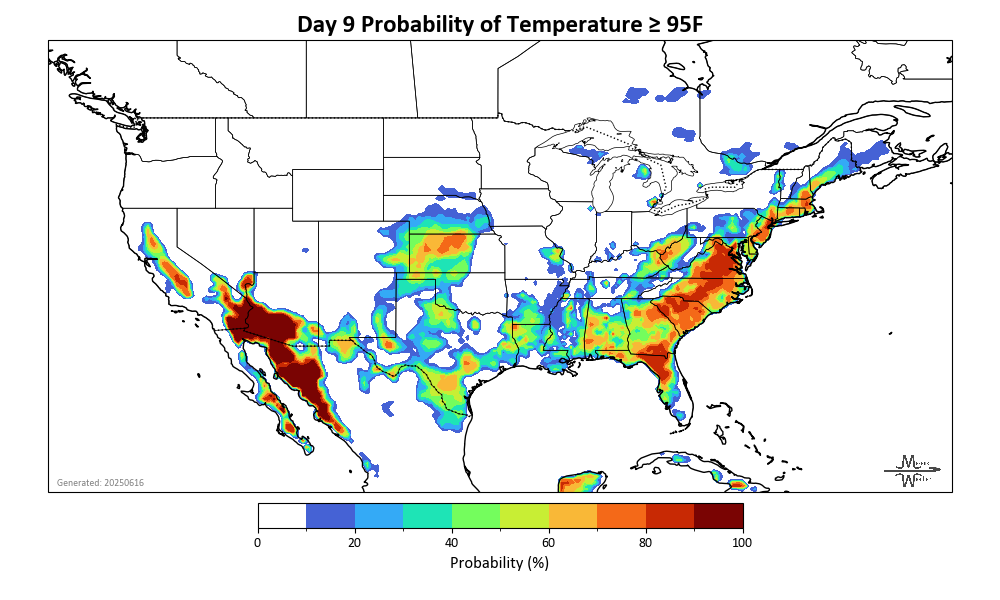 Day 9 Probability of Temperature ≥ 95F
Generated: 20250616
0 20 40 60 80 100
Probability (%)